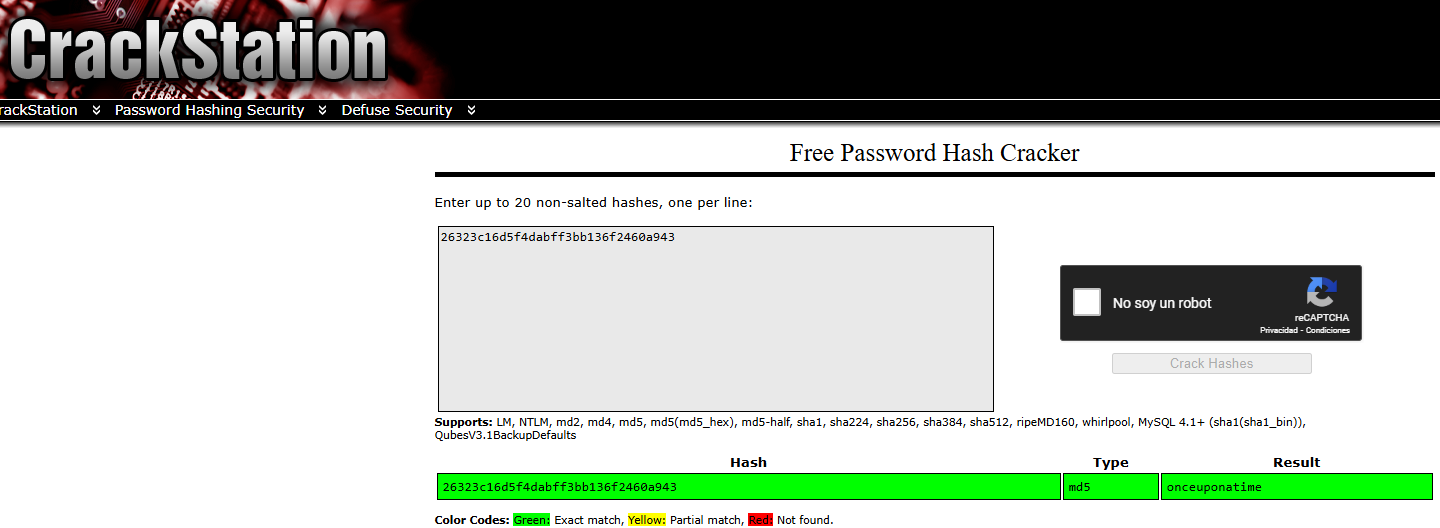 CrackStation
rackStation Password Hashing Security Defuse Security
Free Password Hash Cracker
Enter up to 20 non-salted hashes, one per line:
26323c16d5f4dabff3bb136f2460a943
No soy un robot
reCAPTCHA
Privacidad - Condiciones
Crack Hashes
Supports: LM, NTLM, md2, md4, md5, md5(md5_hex), md5-half, sha1, sha224, sha256, sha384, sha512, ripeMD160, whirlpool, MySQL 4.1+ (sha1(sha1_bin)),
QubesV3.1BackupDefaults
Hash Type Result
26323c16d5f4dabff3bb136f2460a943 md5 onceuponatime
Color Codes: Green: Exact match, Yellow: Partial match, Red: Not found.